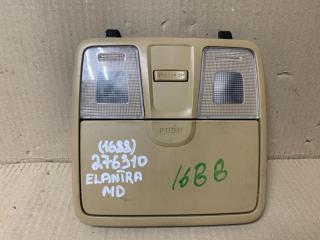 PUSH
(1688)
276310
ELANTRA
MD
16BB